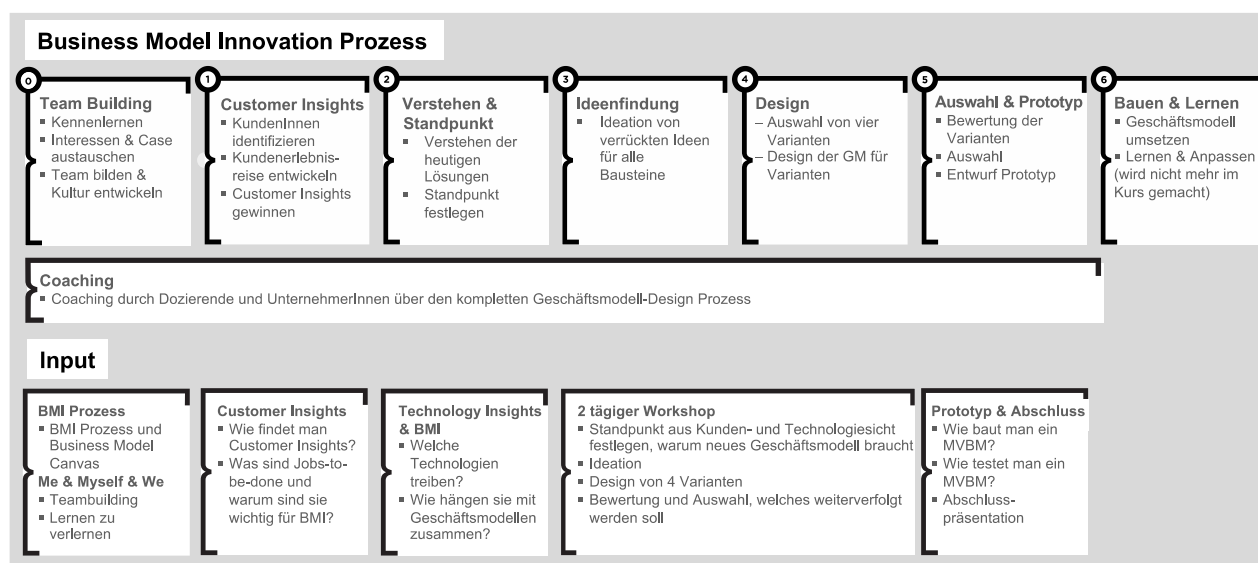 Business Model Innovation Prozess
0
Team Building
▪ Kennenlernen
▪ Interessen & Case
austauschen
▪ Team bilden &
Kultur entwickeln
1
Customer Insights
▪ KundenInnen
identifizieren
▪ Kundenerlebnis-
reise entwickeln
▪ Customer Insights
gewinnen
2
Verstehen &
Standpunkt
▪ Verstehen der
heutigen
Lösungen
▪ Standpunkt
festlegen
3
Ideenfindung
▪ Ideation von
verrückten Ideen
für alle
Bausteine
4
Design
– Auswahl von vier
Varianten
– Design der GM für
Varianten
5
Auswahl & Prototyp
▪ Bewertung der
Varianten
▪ Auswahl
▪ Entwurf Prototyp
6
Bauen & Lernen
▪ Geschäftsmodell
umsetzen
▪ Lernen & Anpassen
(wird nicht mehr im
Kurs gemacht)
Coaching
▪ Coaching durch Dozierende und UnternehmerInnen über den kompletten Geschäftsmodell-Design Prozess
Input
BMI Prozess
▪ BMI Prozess und
Business Model
Canvas
Me & Myself & We
▪ Teambuilding
▪ Lernen zu
verlernen
Customer Insights
▪ Wie findet man
Customer Insights?
▪ Was sind Jobs-to-
be-done und
warum sind sie
wichtig für BMI?
Technology Insights
& BMI
▪ Welche
Technologien
treiben?
▪ Wie hängen sie mit
Geschäftsmodellen
zusammen?
2 tägiger Workshop
▪ Standpunkt aus Kunden- und Technologiesicht
festlegen, warum neues Geschäftsmodell braucht
▪ Ideation
▪ Design von 4 Varianten
▪ Bewertung und Auswahl, welches weiterverfolgt
werden soll
Prototyp & Abschluss
▪ Wie baut man ein
MVBM?
▪ Wie testet man ein
MVBM?
▪ Abschluss-
präsentation